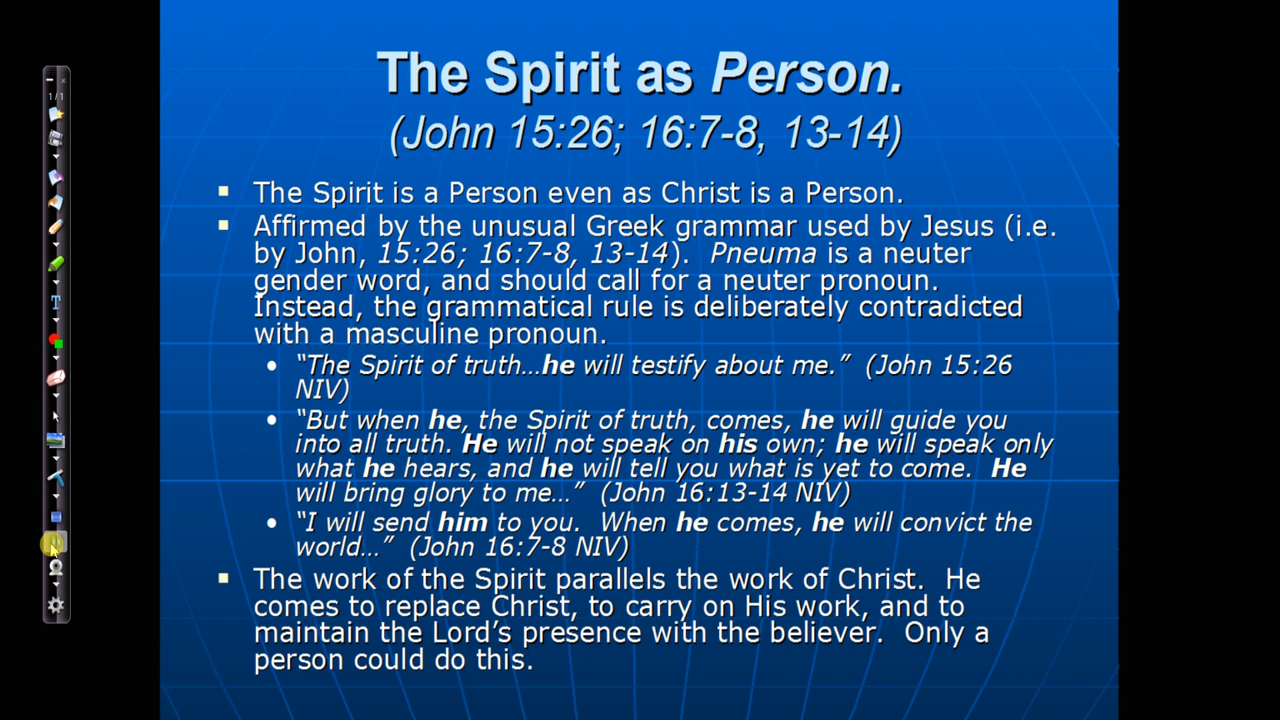 The Spirit as Person.
(John 15:26; 16:7-8, 13-14)
The Spirit is a Person even as Christ is a Person.
Affirmed by the unusual Greek grammar used by Jesus (i.e.
by John, 15:26; 16:7-8, 13-14). Pneuma is a neuter
gender word, and should call for a neuter pronoun.
Instead, the grammatical rule is deliberately contradicted
with a masculine pronoun.
“The Spirit of truth…he will testify about me.” (John 15:26
NIV)
“But when he, the Spirit of truth, comes, he will guide you
into all truth. He will not speak on his own; he will speak only
what he hears, and he will tell you what is yet to come. He
will bring glory to me…” (John 16:13-14 NIV)
“I will send him to you. When he comes, he will convict the
world…” (John 16:7-8 NIV)
The work of the Spirit parallels the work of Christ. He
comes to replace Christ, to carry on His work, and to
maintain the Lord’s presence with the believer. Only a
person could do this.
1/1
T